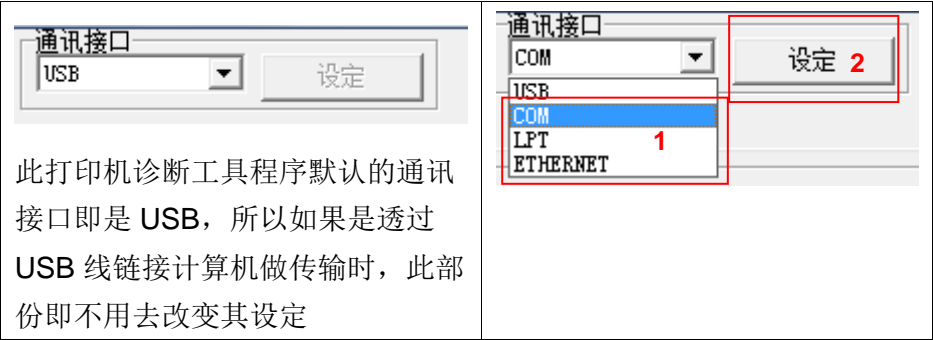 通讯接口
USB
设定
此打印机诊断工具程序默认的通讯
接口即是 USB，所以如果是透过
USB 线链接计算机做传输时，此部
份即不用去改变其设定
通讯接口
COM
设定 2
USB
COM
LPT 1
ETHERNET